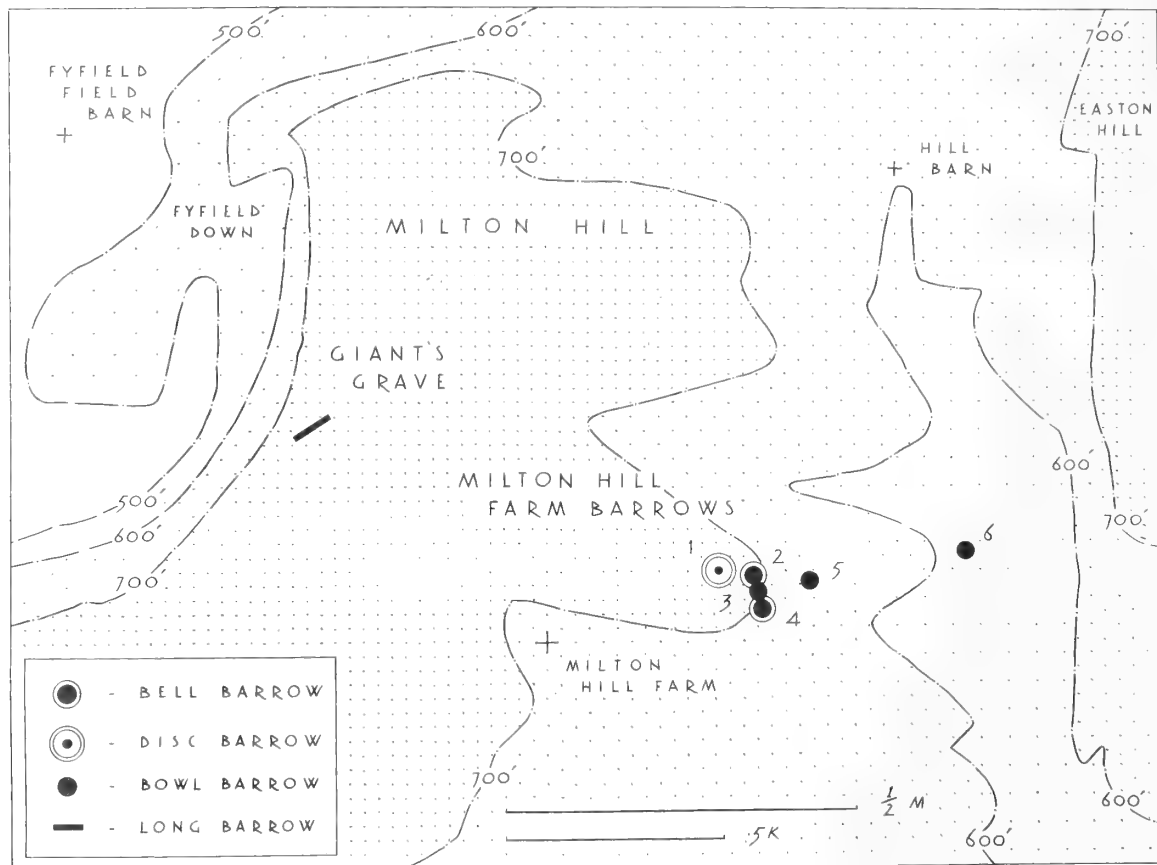 500'
600'
700'
FYFIELD
FIELD
BARN
EASTON
HILL
HILL
BARN
700'
FYFIELD
DOWN
MILTON HILL
GIANT'S
GRAVE
600'
MILTON HILL
FARM BARROWS
500'
600'
700'
700'
1
2
3
4
5
6
MILTON
HILL FARM
- BELL BARROW
- DISC BARROW
- BOWL BARROW
- LONG BARROW
700'
1/2 M
.5K
600'
600'